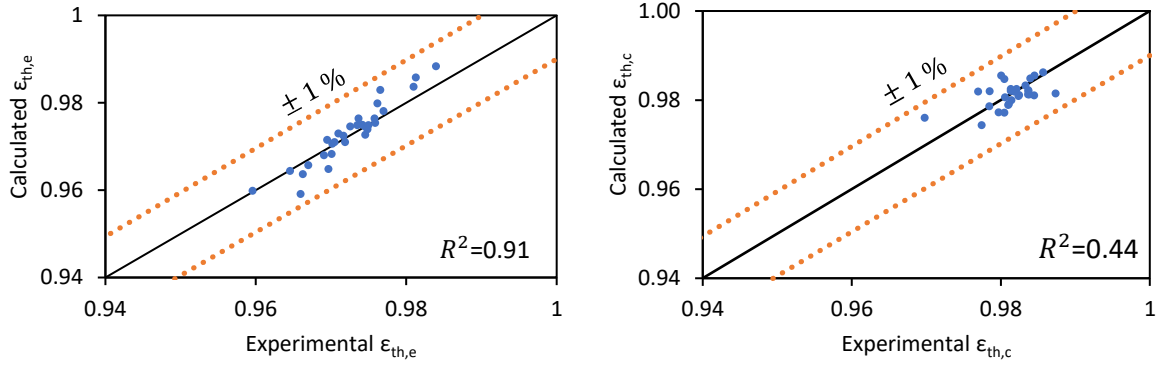 1
0.98
0.96
0.94
Calculated ε_th,e
± 1 %
R²=0.91
0.94 0.96 0.98 1
Experimental ε_th,e
1.00
0.98
0.96
0.94
Calculated ε_th,c
± 1 %
R²=0.44
0.94 0.96 0.98 1
Experimental ε_th,c